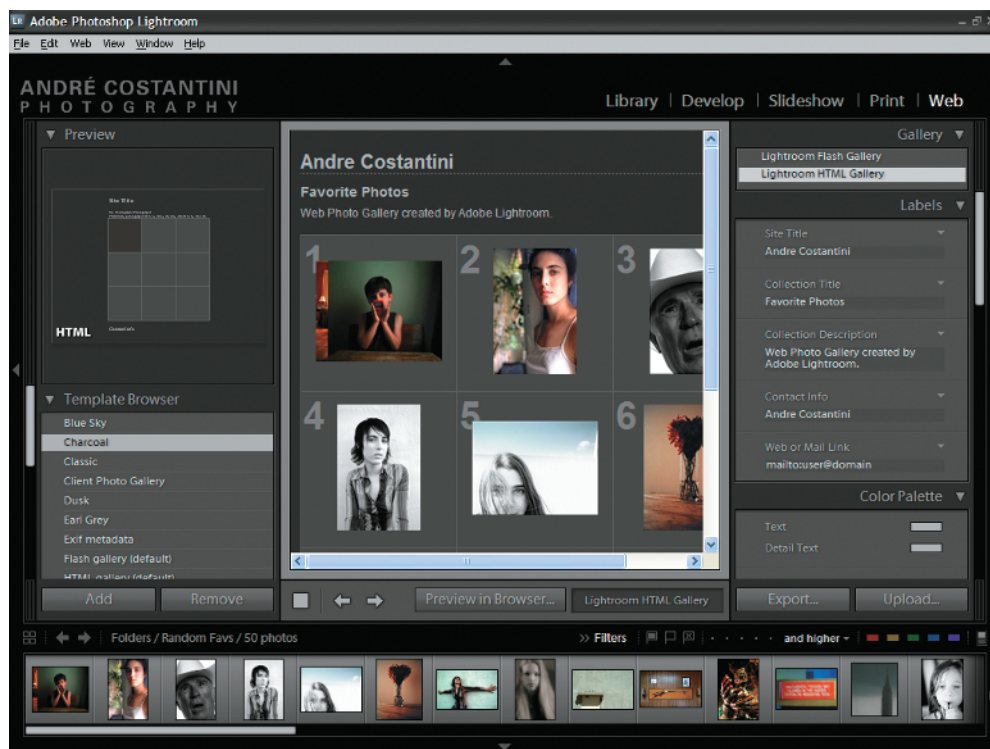 Adobe Photoshop Lightroom
File Edit Web View Window Help
ANDRÉ COSTANTINI
PHOTOGRAPHY
Library | Develop | Slideshow | Print | Web
Preview
Site Title
HTML
Template Browser
Blue Sky
Charcoal
Classic
Client Photo Gallery
Dusk
Earl Grey
Exif metadata
Flash gallery (default)
HTML gallery (default)
Add
Remove
Andre Costantini
Favorite Photos
Web Photo Gallery created by Adobe Lightroom.
1
2
3
4
5
6
Preview in Browser...
Lightroom HTML Gallery
Gallery
Lightroom Flash Gallery
Lightroom HTML Gallery
Labels
Site Title
Andre Costantini
Collection Title
Favorite Photos
Collection Description
Web Photo Gallery created by
Adobe Lightroom.
Contact Info
Andre Costantini
Web or Mail Link
mailto:user@domain
Color Palette
Text
Detail Text
Export...
Upload...
Folders / Random Favs / 50 photos
>> Filters
and higher